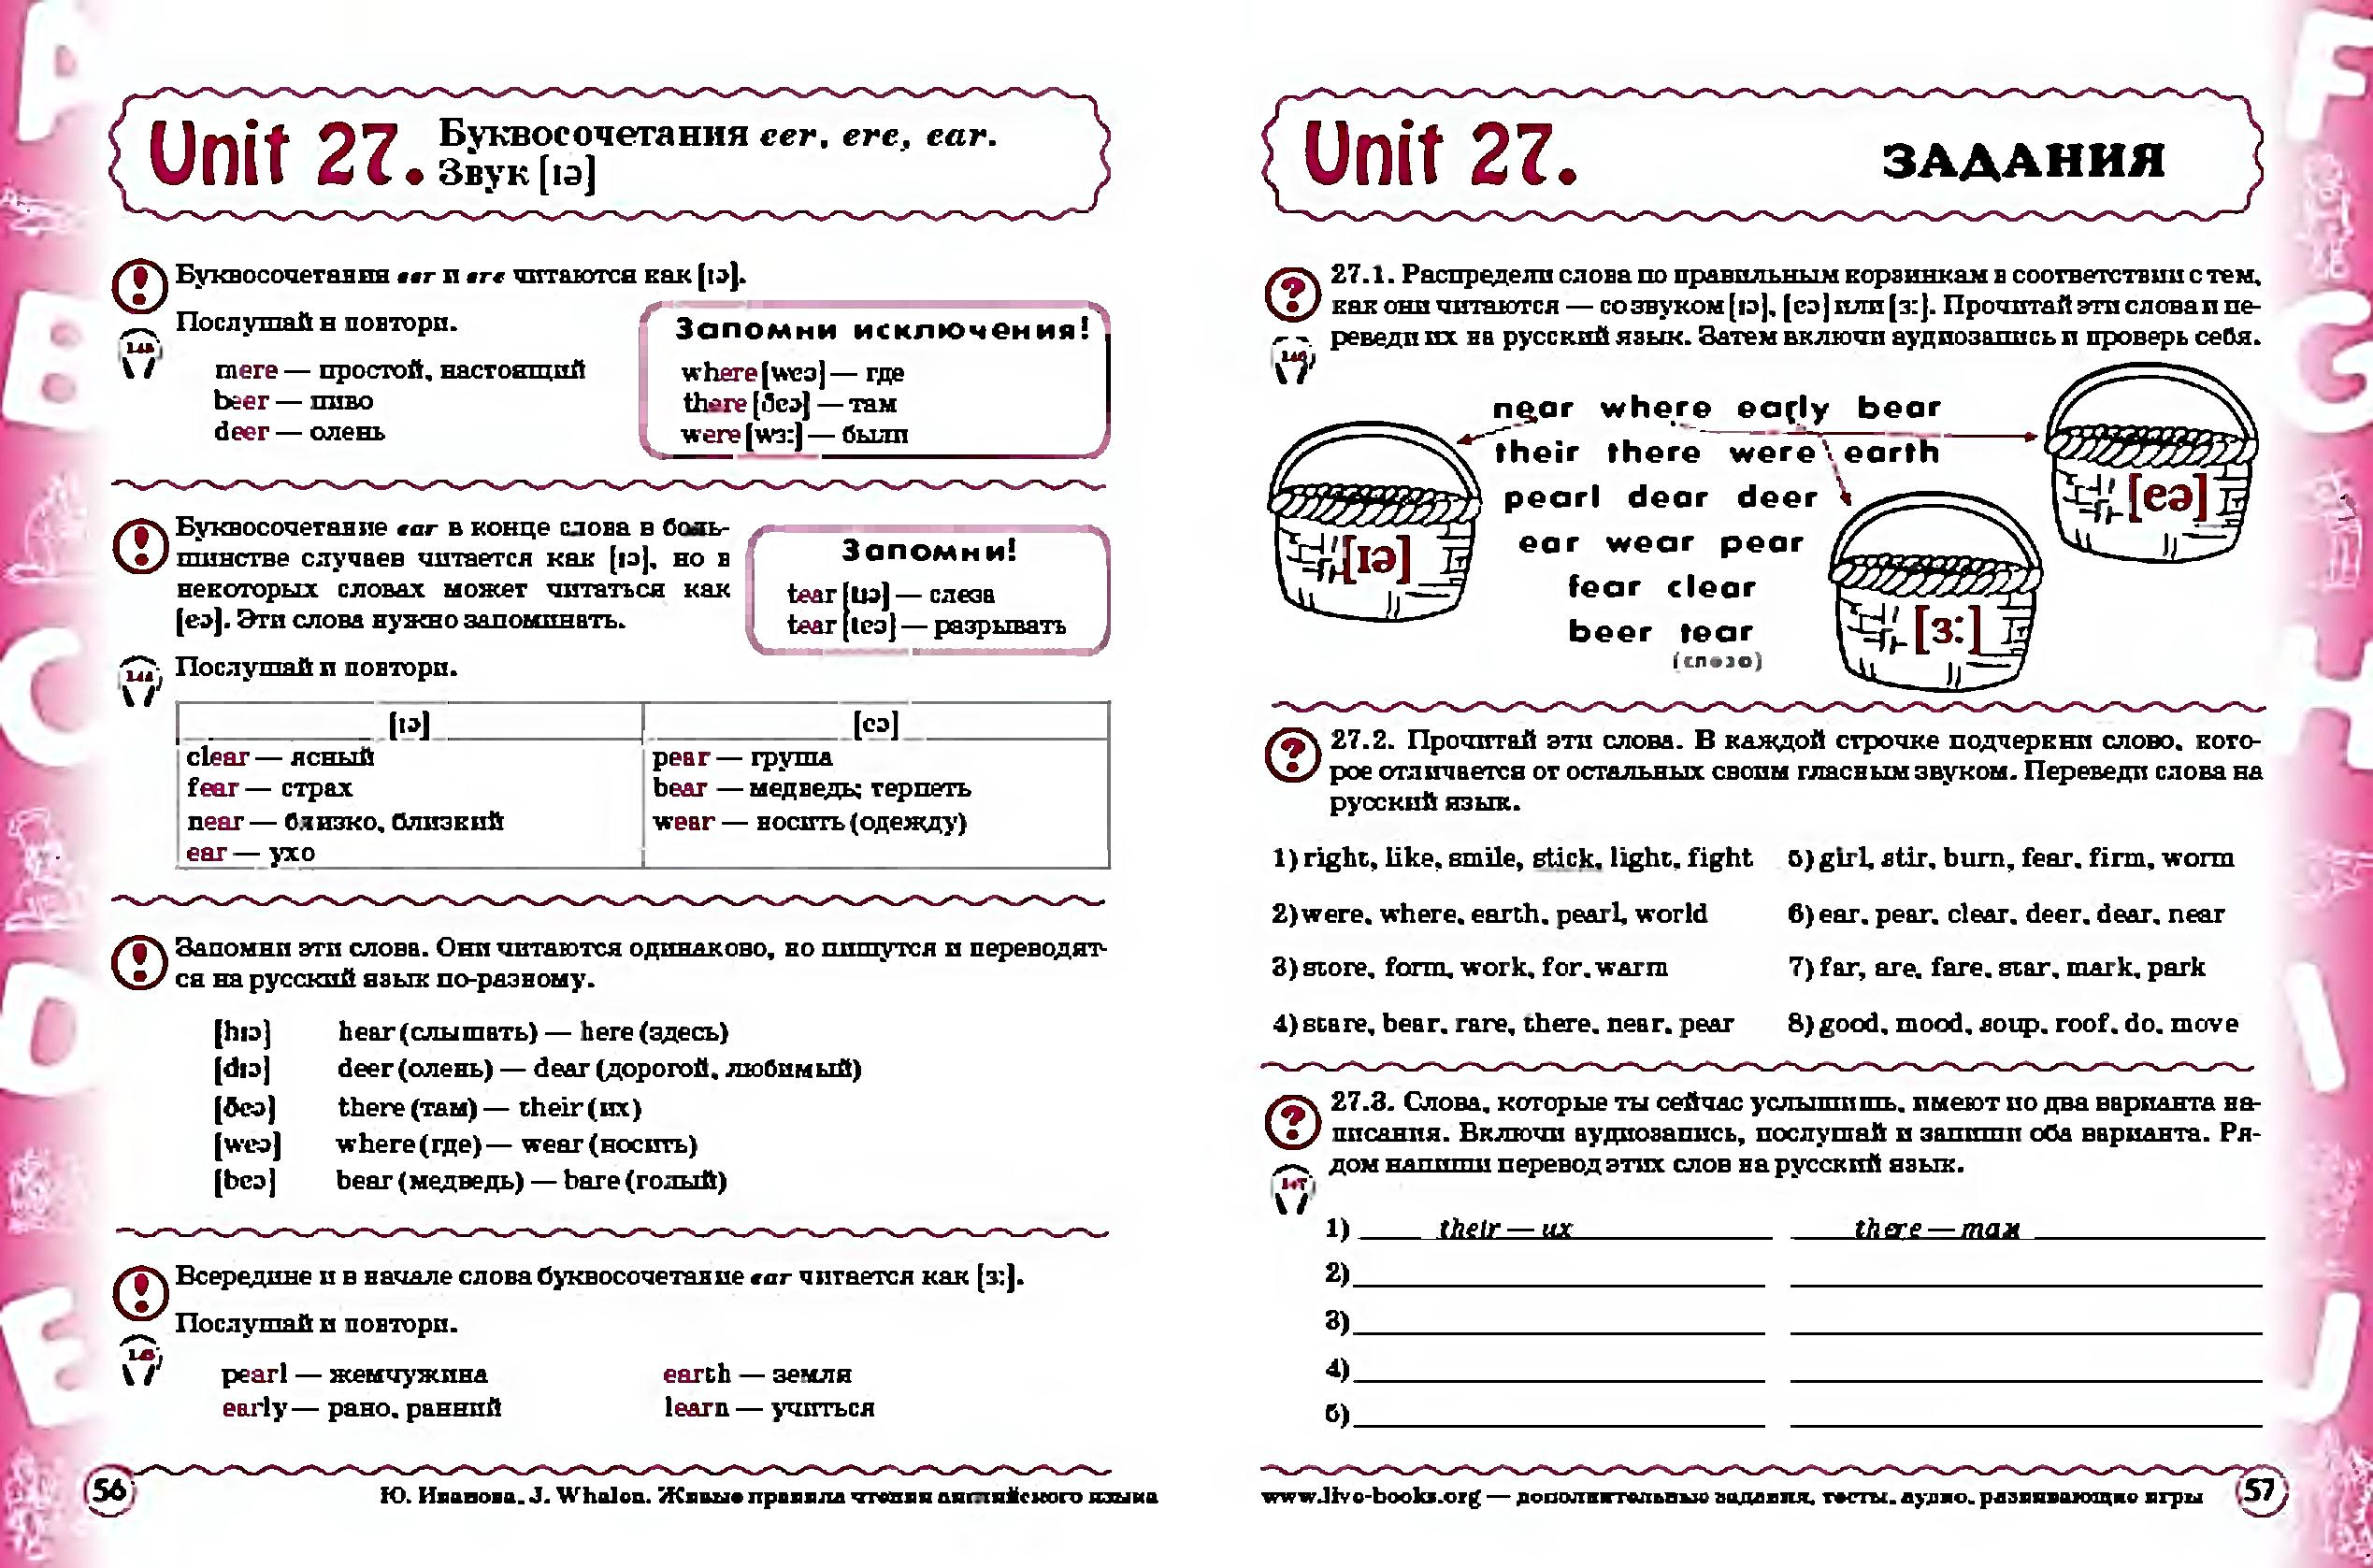 Unit 27. Буквосочетания eer, ere, ear.
Звук [ɪə]
Буквосочетания eer и ere читаются как [ɪə].
Послушай и повтори.
mere — простой, настоящий
beer — пиво
deer — олень
Запомни исключения!
where [weə] — где
there [ðeə] — там
were [wɜ:] — были
Буквосочетание ear в конце слова в боль-
шинстве случаев читается как [ɪə], но в
некоторых словах может читаться как
[eə]. Эти слова нужно запоминать.
Запомни!
tear [tɪə] — слеза
tear [teə] — разрывать
144
Послушай и повтори.
[ɪə] [eə]
clear — ясный pear — груша
fear — страх bear — медведь; терпеть
near — близко, близкий wear — носить (одежду)
ear — ухо
Запомни эти слова. Они читаются одинаково, но пишутся и переводят-
ся на русский язык по-разному.
[hɪə] hear (слышать) — here (здесь)
[dɪə] deer (олень) — dear (дорогой, любимый)
[ðeə] there (там) — their (их)
[weə] where (где) — wear (носить)
[beə] bear (медведь) — bare (голый)
Всередине и в начале слова буквосочетание ear читается как [ɜ:].
Послушай и повтори.
pearl — жемчужина earth — земля
early — рано, ранний learn — учиться
56 Ю. Иванова, J. Whalen. Живые правила чтения английского языка
Unit 27. ЗАДАНИЯ
27.1. Распредели слова по правильным корзинкам в соответствии с тем,
как они читаются — со звуком [ɪə], [eə] или [ɜ:]. Прочитай эти слова и пе-
реведи их на русский язык. Затем включи аудиозапись и проверь себя.
146
near where early bear
their there were earth
pearl dear deer
ear wear pear
fear clear
beer tear
(слеза)
[ɪə]
[eə]
[ɜ:]
27.2. Прочитай эти слова. В каждой строчке подчеркни слово, кото-
рое отличается от остальных своим гласным звуком. Переведи слова на
русский язык.
1) right, like, smile, stick, light, fight
2) were, where, earth, pearl, world
3) store, form, work, for, warm
4) stare, bear, rare, there, near, pear
5) girl, stir, burn, fear, firm, worm
6) ear, pear, clear, deer, dear, near
7) far, are, fare, star, mark, park
8) good, mood, soup, roof, do, move
27.3. Слова, которые ты сейчас услышишь, имеют по два варианта на-
писания. Включи аудиозапись, послушай и запиши оба варианта. Ря-
дом напиши перевод этих слов на русский язык.
147
1) their — их there — там
2)
3)
4)
5)
www.live-books.org — дополнительные задания, тесты, аудио, развивающие игры 57